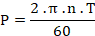 P = 2 . π . n . T / 60